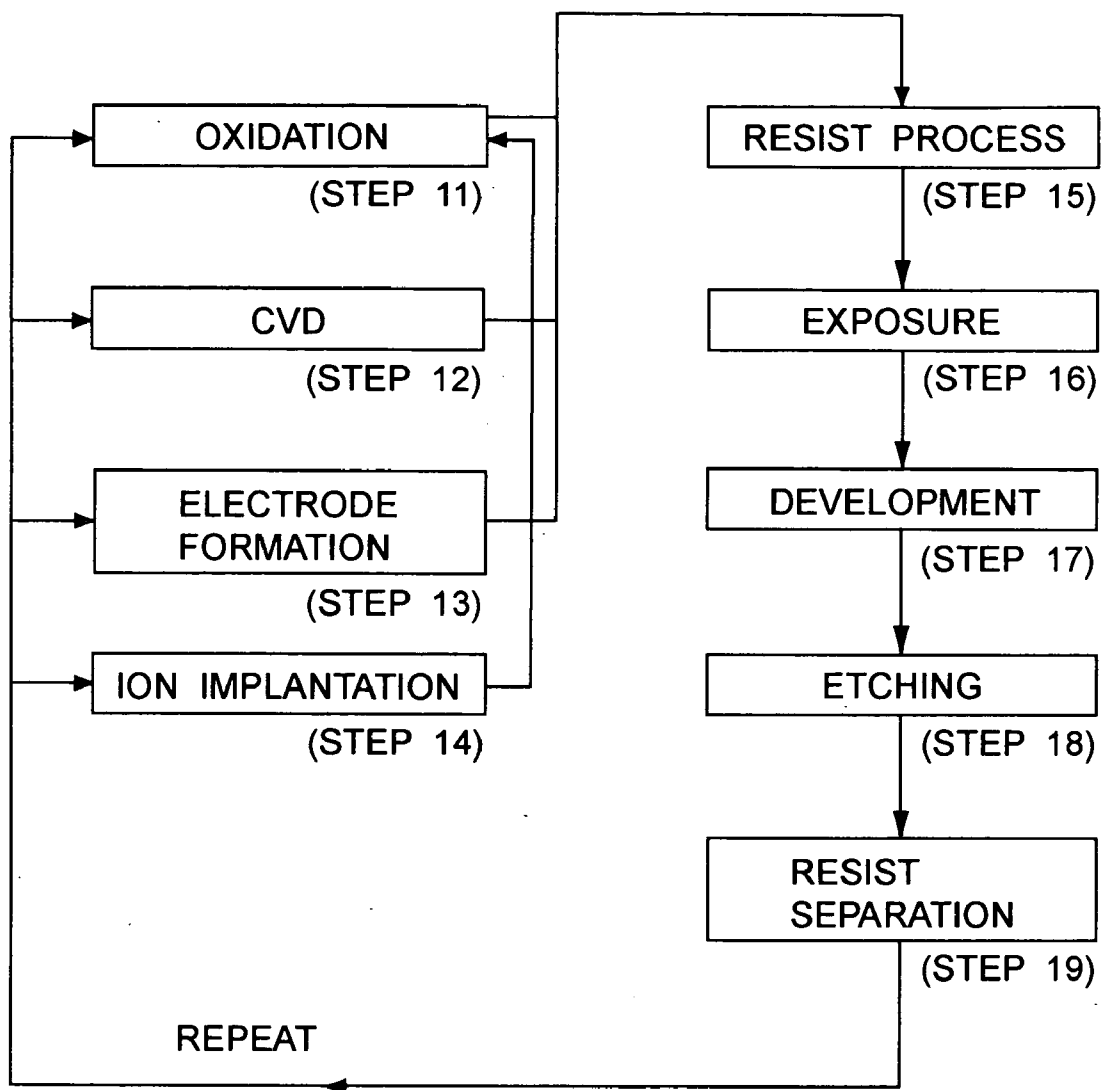 OXIDATION
(STEP 11)
CVD
(STEP 12)
ELECTRODE
FORMATION
(STEP 13)
ION IMPLANTATION
(STEP 14)
RESIST PROCESS
(STEP 15)
EXPOSURE
(STEP 16)
DEVELOPMENT
(STEP 17)
ETCHING
(STEP 18)
RESIST
SEPARATION
(STEP 19)
REPEAT